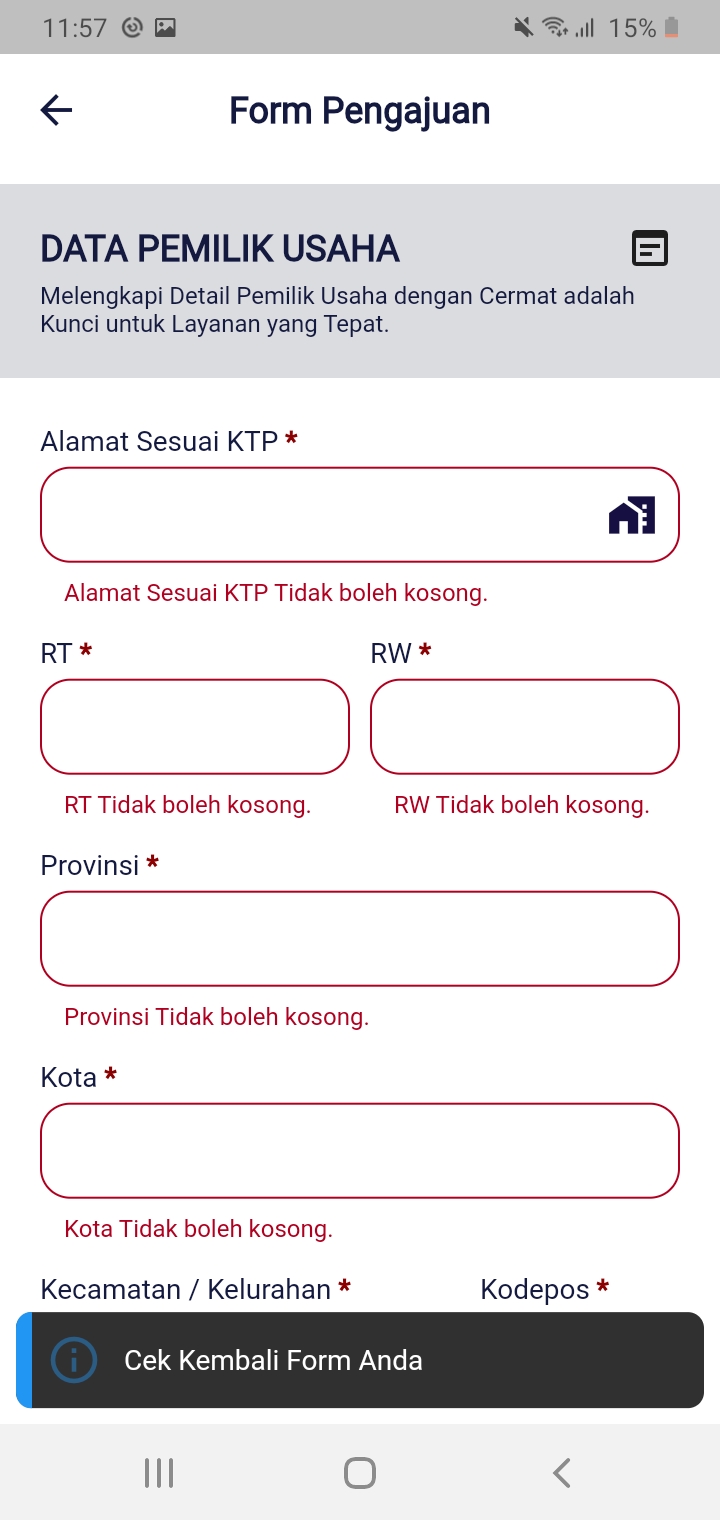 11:57
15%
Form Pengajuan
DATA PEMILIK USAHA
Melengkapi Detail Pemilik Usaha dengan Cermat adalah
Kunci untuk Layanan yang Tepat.
Alamat Sesuai KTP *
Alamat Sesuai KTP Tidak boleh kosong.
RT *
RW *
RT Tidak boleh kosong.
RW Tidak boleh kosong.
Provinsi *
Provinsi Tidak boleh kosong.
Kota *
Kota Tidak boleh kosong.
Kecamatan / Kelurahan *
Kodepos *
Cek Kembali Form Anda